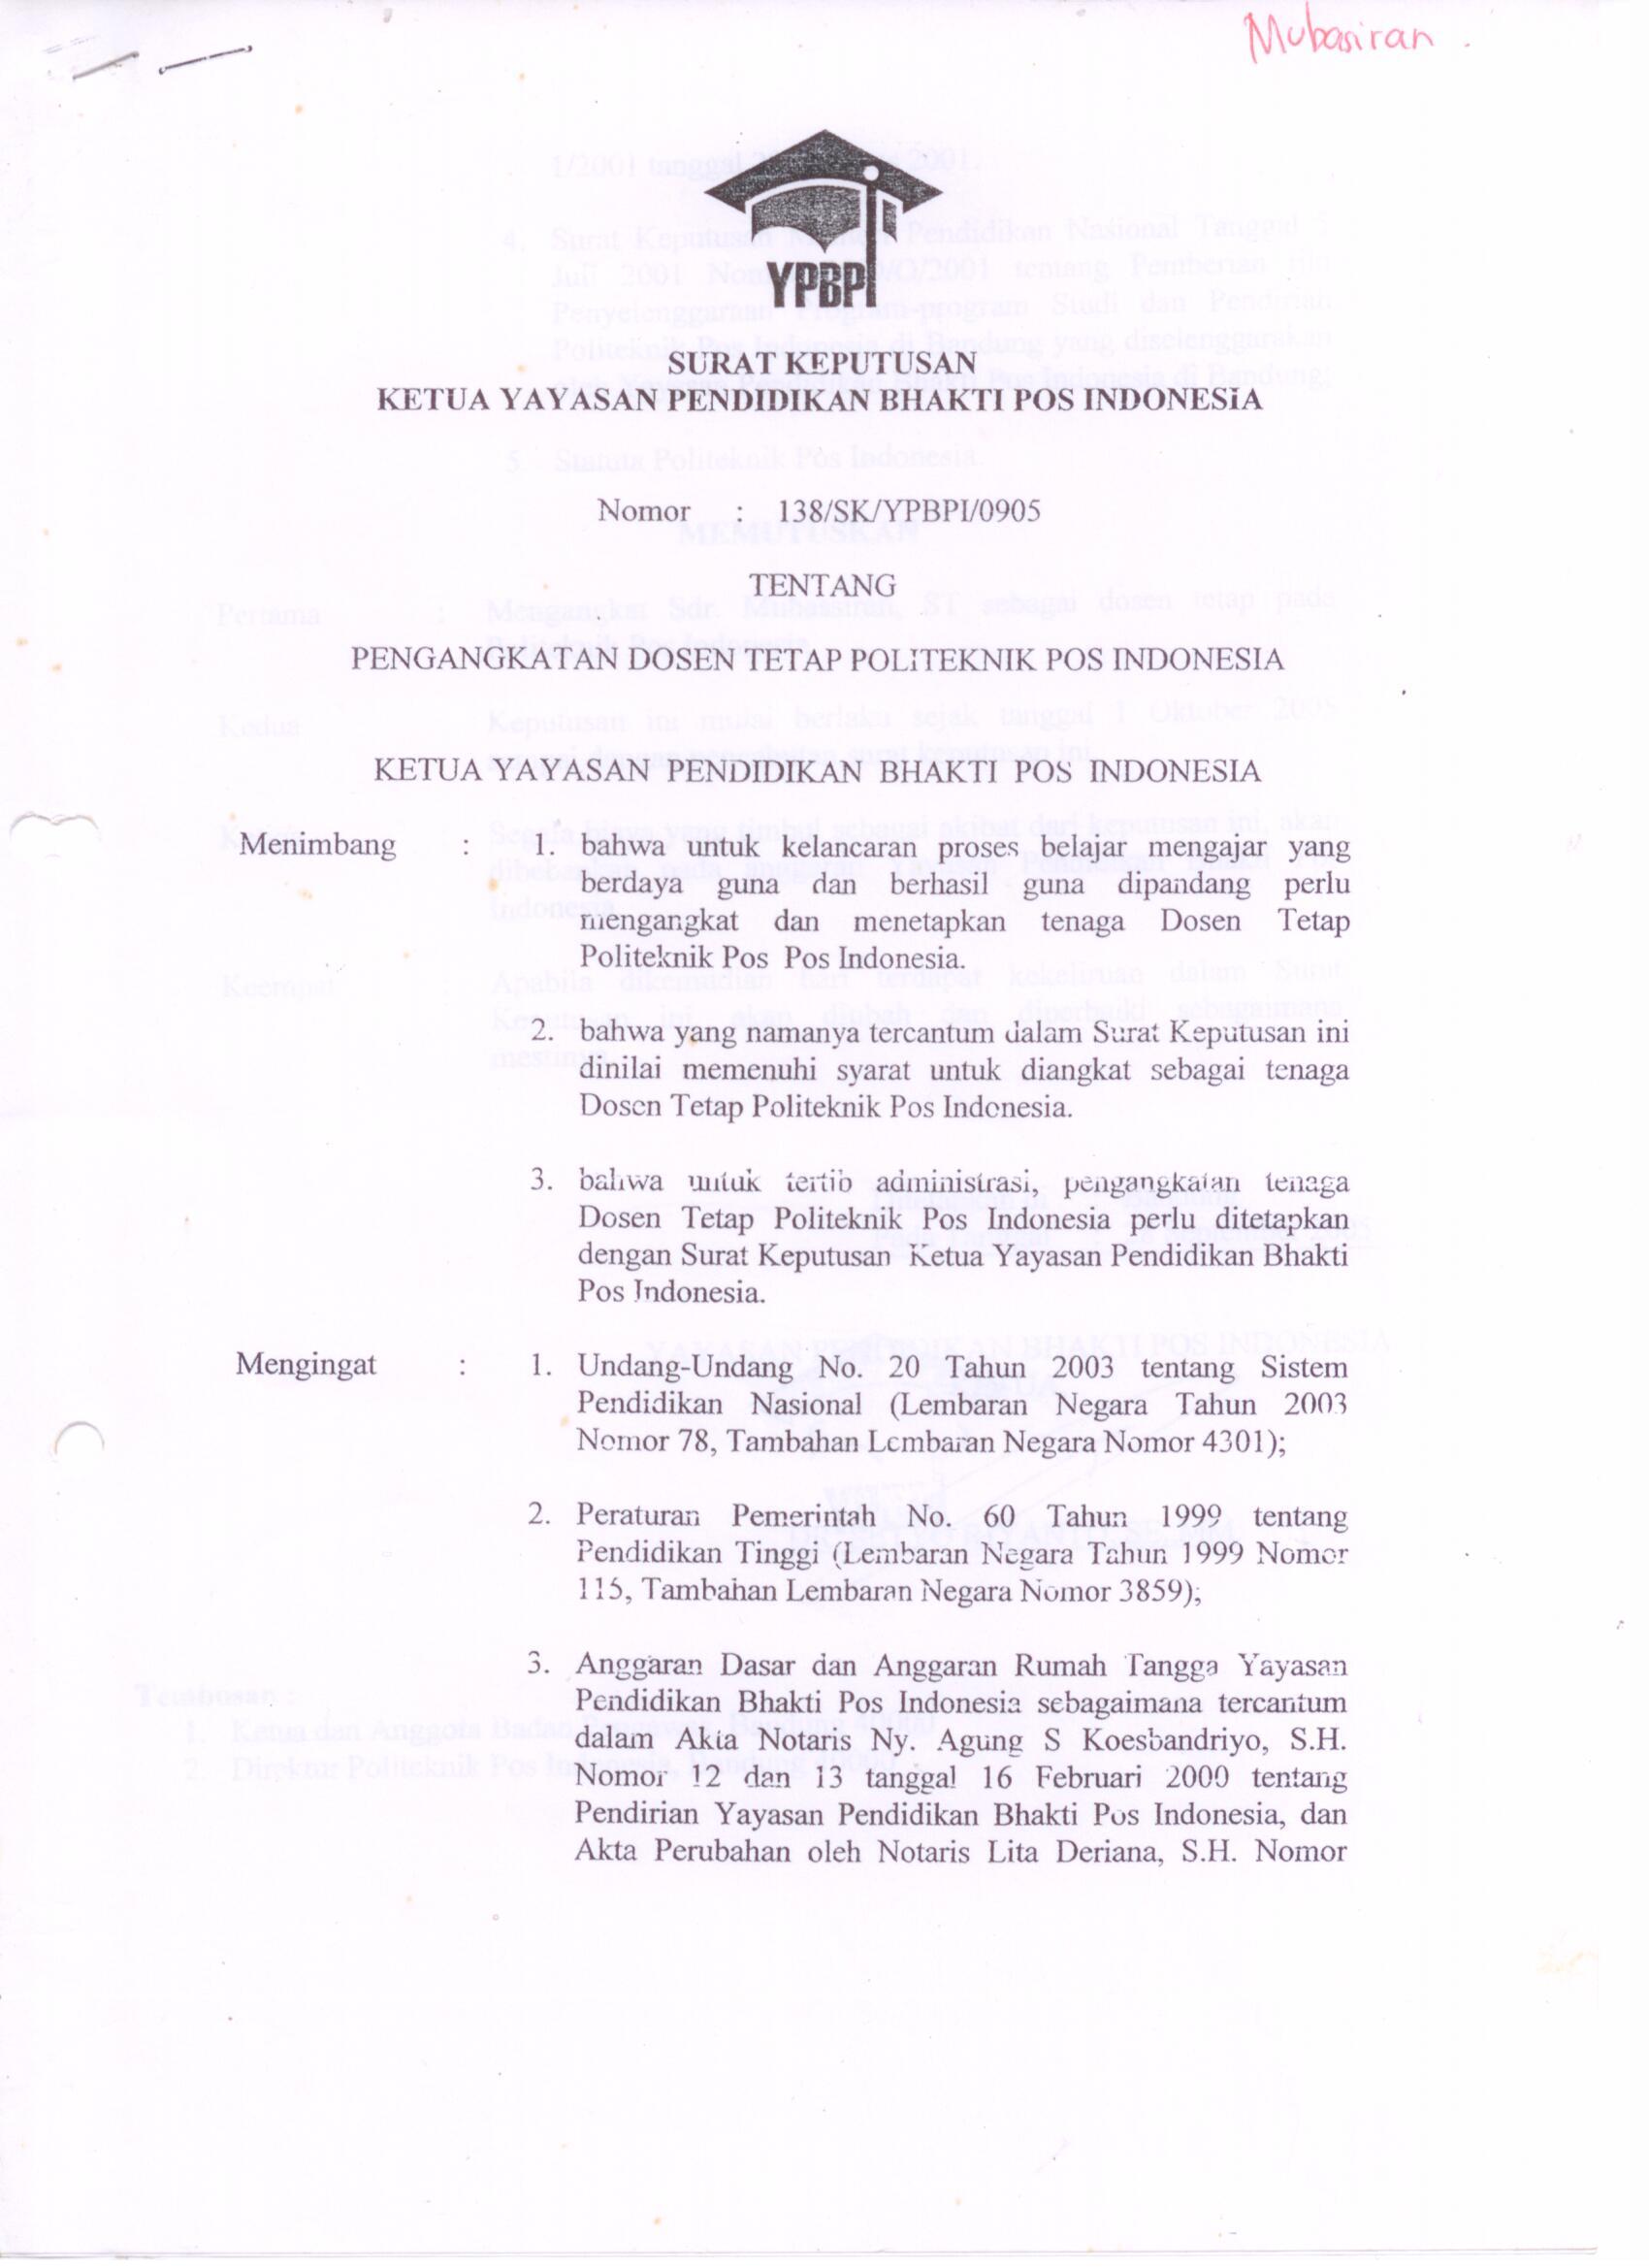 Mubasiran.
YPBPI
SURAT KEPUTUSAN
KETUA YAYASAN PENDIDIKAN BHAKTI POS INDONESiA
Nomor : 138/SK/YPBPI/0905
TENTANG
PENGANGKATAN DOSEN TETAP POLITEKNIK POS INDONESIA
KETUA YAYASAN PENDIDIKAN BHAKTI POS INDONESIA
Menimbang : 1. bahwa untuk kelancaran proses belajar mengajar yang
berdaya guna dan berhasil guna dipandang perlu
mengangkat dan menetapkan tenaga Dosen Tetap
Politeknik Pos Pos Indonesia.
2. bahwa yang namanya tercantum dalam Surat Keputusan ini
dinilai memenuhi syarat untuk diangkat sebagai tenaga
Dosen Tetap Politeknik Pos Indonesia.
3. bahwa untuk tertib administrasi, pengangkatan tenaga
Dosen Tetap Politeknik Pos Indonesia perlu ditetapkan
dengan Surat Keputusan Ketua Yayasan Pendidikan Bhakti
Pos Indonesia.
Mengingat : 1. Undang-Undang No. 20 Tahun 2003 tentang Sistem
Pendidikan Nasional (Lembaran Negara Tahun 2003
Nomor 78, Tambahan Lembaran Negara Nomor 4301);
2. Peraturan Pemerintah No. 60 Tahun 1999 tentang
Pendidikan Tinggi (Lembaran Negara Tahun 1999 Nomor
115, Tambahan Lembaran Negara Nomor 3859);
3. Anggaran Dasar dan Anggaran Rumah Tangga Yayasan
Pendidikan Bhakti Pos Indonesia sebagaimana tercantum
dalam Akta Notaris Ny. Agung S Koesbandriyo, S.H.
Nomor 12 dan 13 tanggal 16 Februari 2000 tentang
Pendirian Yayasan Pendidikan Bhakti Pos Indonesia, dan
Akta Perubahan oleh Notaris Lita Deriana, S.H. Nomor